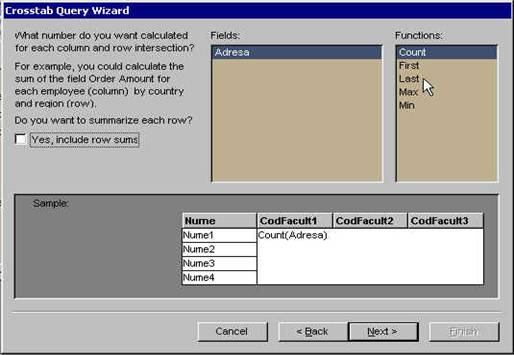 Crosstab Query Wizard
What number do you want calculated
for each column and row intersection?
For example, you could calculate the
sum of the field Order Amount for
each employee (column) by country
and region (row).
Do you want to summarize each row?
Yes, include row sums
Fields:
Adresa
Functions:
Count
First
Last
Max
Min
Sample:
Nume CodFacult1 CodFacult2 CodFacult3
Nume1 Count(Adresa)
Nume2
Nume3
Nume4
Cancel < Back Next > Finish